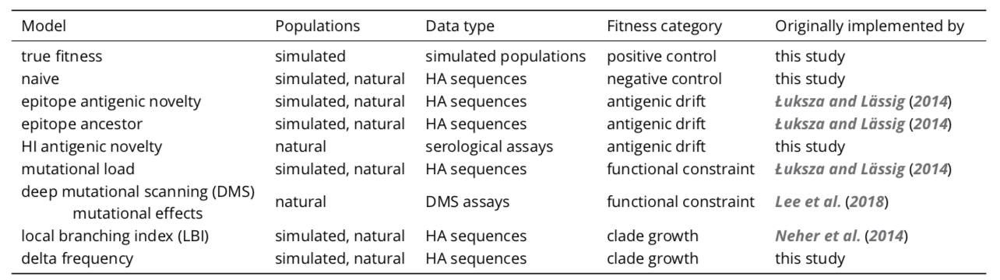 Model Populations Data type Fitness category Originally implemented by
true fitness simulated simulated populations positive control this study
naive simulated, natural HA sequences negative control this study
epitope antigenic novelty simulated, natural HA sequences antigenic drift Łuksza and Lässig (2014)
epitope ancestor simulated, natural HA sequences antigenic drift Łuksza and Lässig (2014)
HI antigenic novelty natural serological assays antigenic drift this study
mutational load simulated, natural HA sequences functional constraint Łuksza and Lässig (2014)
deep mutational scanning (DMS)
mutational effects natural DMS assays functional constraint Lee et al. (2018)
local branching index (LBI) simulated, natural HA sequences clade growth Neher et al. (2014)
delta frequency simulated, natural HA sequences clade growth this study